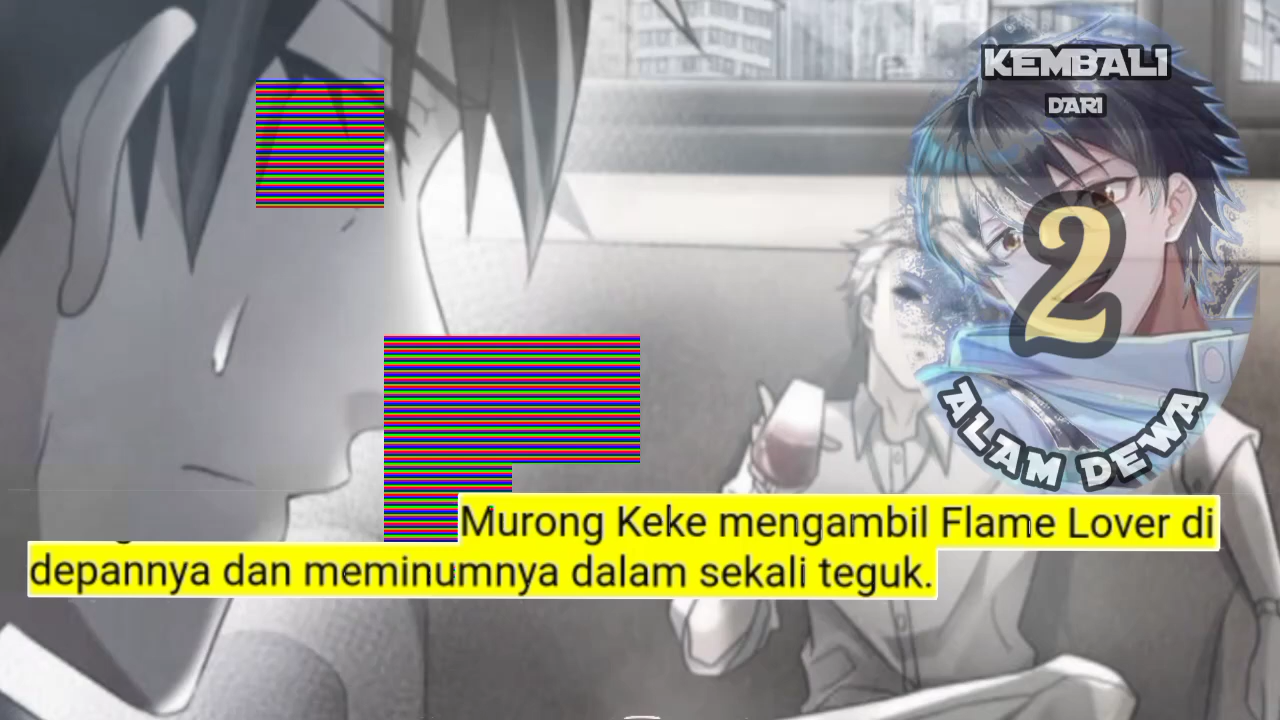 KEMBALI
DARI
2
ALAM DEWA
Murong Keke mengambil Flame Lover di
depannya dan meminumnya dalam sekali teguk.